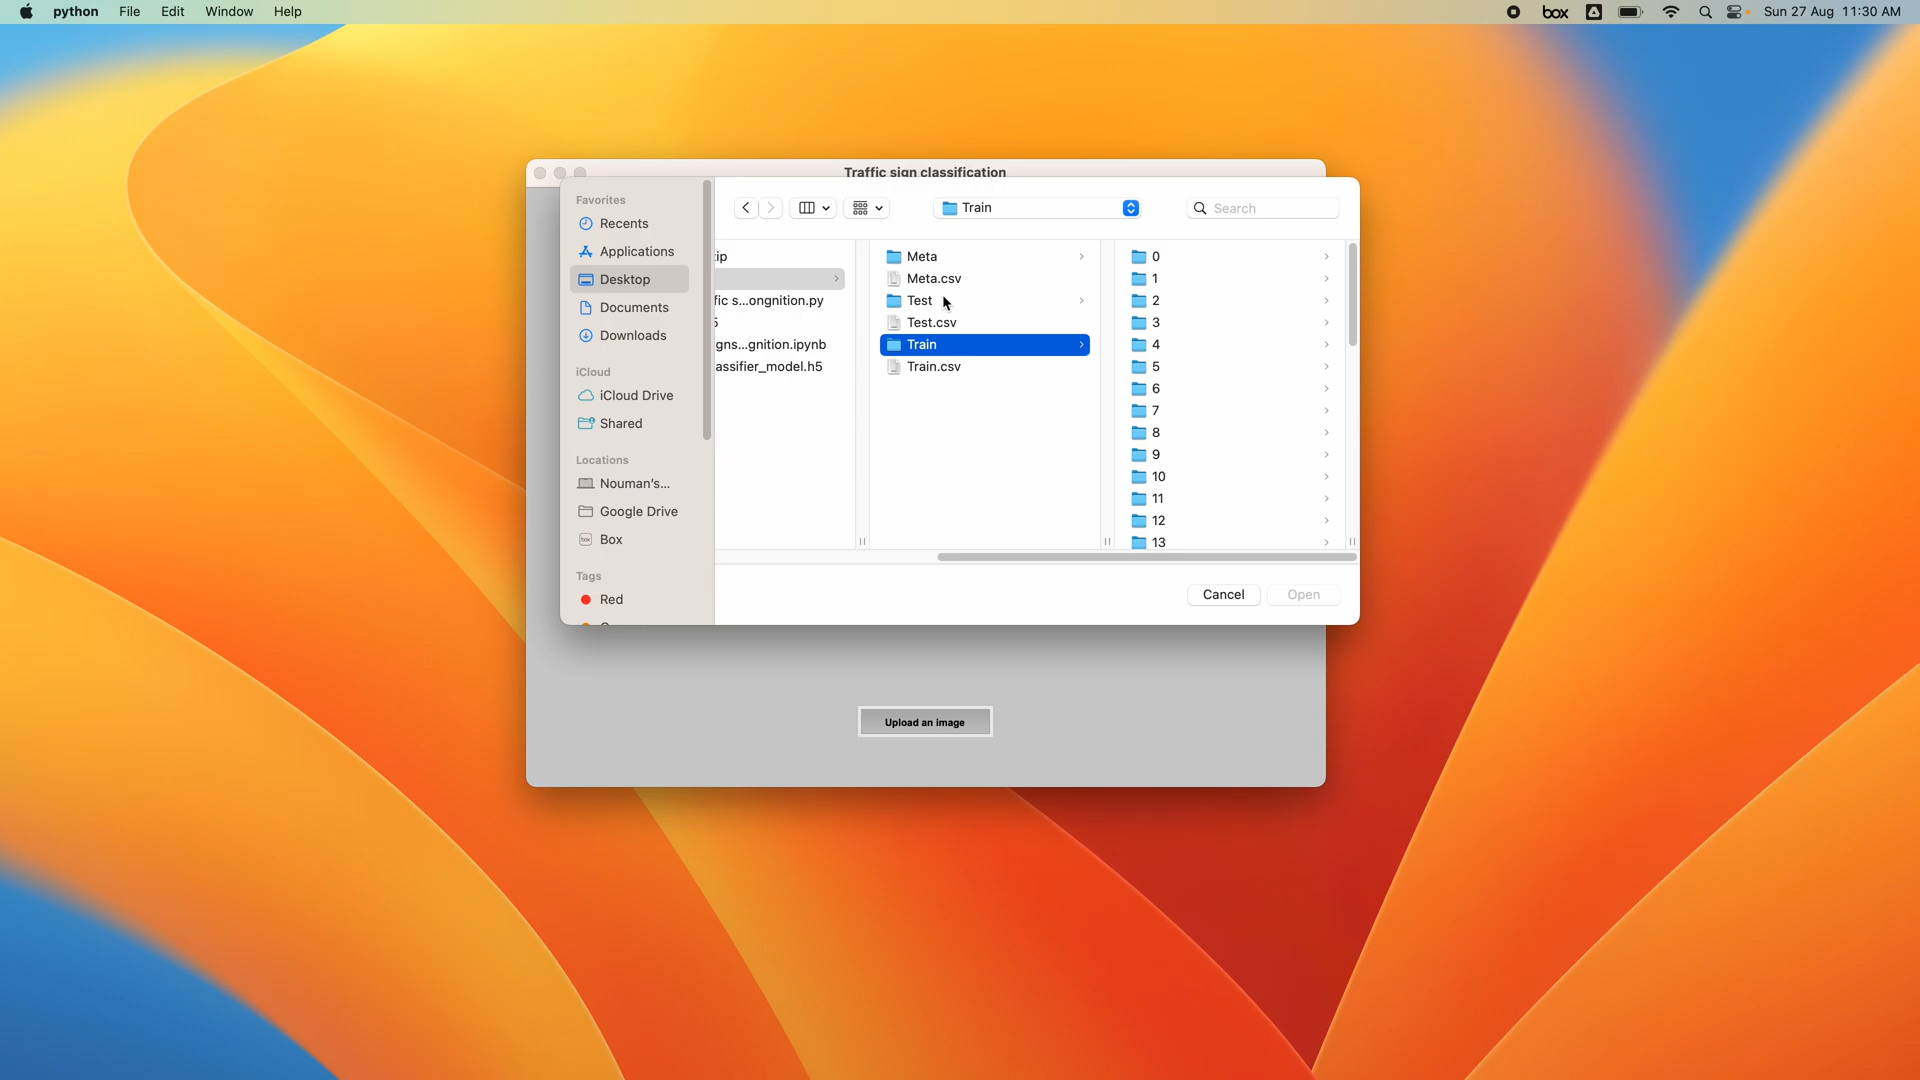 python File Edit Window Help
box Sun 27 Aug 11:30 AM
Traffic sign classification
Favorites
Recents
Applications
Desktop
Documents
Downloads
iCloud
iCloud Drive
Shared
Locations
Nouman's...
Google Drive
Box
Tags
Red
Train
Search
ip
fic s...ongnition.py
5
gns...gnition.ipynb
assifier_model.h5
Meta
Meta.csv
Test
Test.csv
Train
Train.csv
0
1
2
3
4
5
6
7
8
9
10
11
12
13
Cancel Open
Upload an image